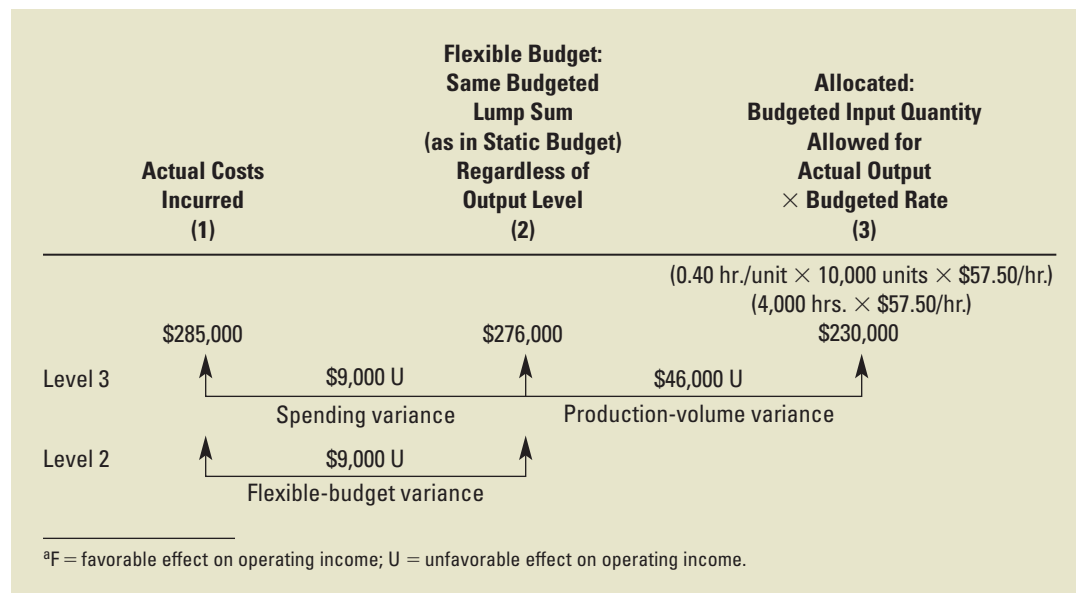 Actual Costs
Incurred
(1)
Flexible Budget:
Same Budgeted
Lump Sum
(as in Static Budget)
Regardless of
Output Level
(2)
Allocated:
Budgeted Input Quantity
Allowed for
Actual Output
× Budgeted Rate
(3)
(0.40 hr./unit × 10,000 units × $57.50/hr.)
(4,000 hrs. × $57.50/hr.)
$285,000 $276,000 $230,000
Level 3 $9,000 U $46,000 U
Spending variance Production-volume variance
Level 2 $9,000 U
Flexible-budget variance
ᵃF = favorable effect on operating income; U = unfavorable effect on operating income.